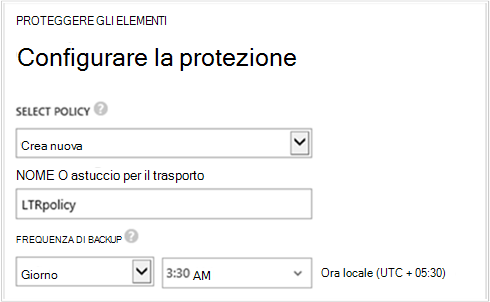 PROTEGGERE GLI ELEMENTI
Configurare la protezione
SELECT POLICY ?
Crea nuova
NOME O astuccio per il trasporto
LTRpolicy
FREQUENZA DI BACKUP ?
Giorno 3:30 AM Ora locale (UTC + 05:30)